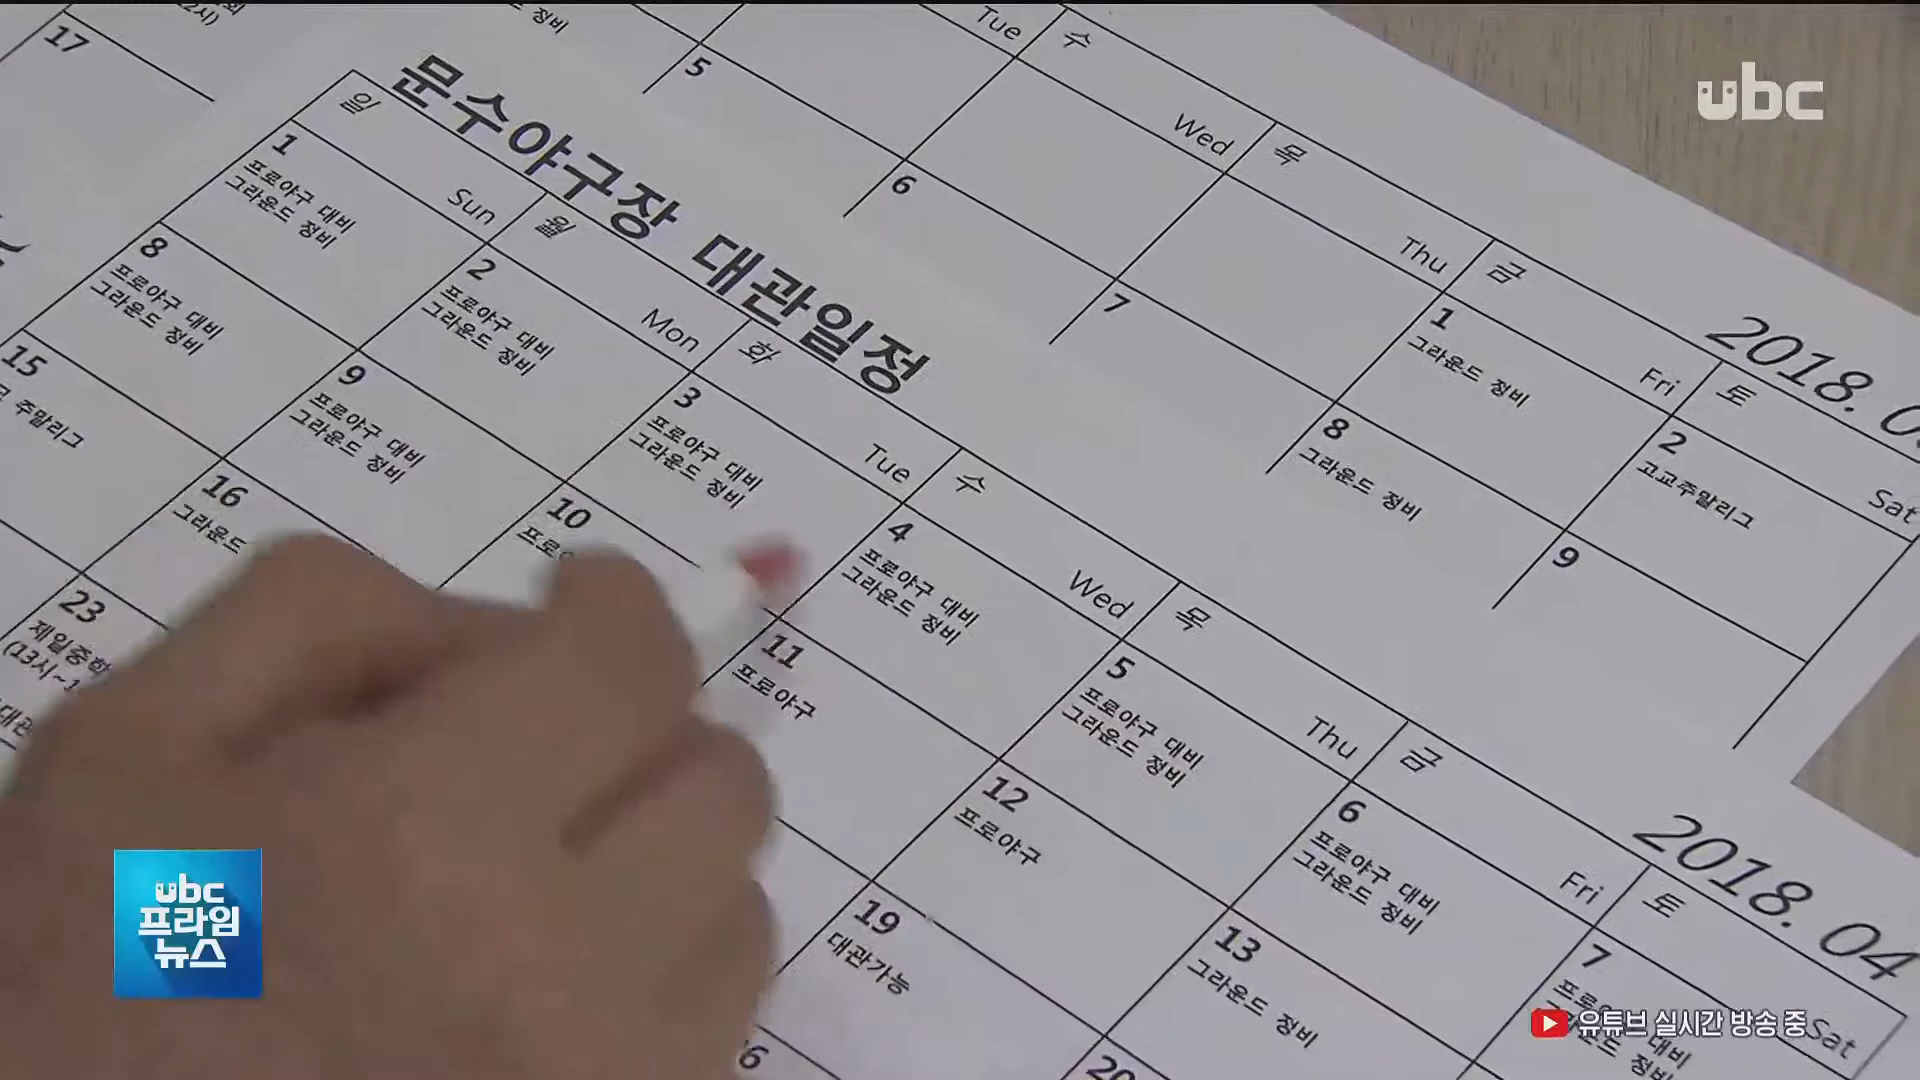 17
정비
5
Tue
수
6
Wed
목
7
Thu
금
1
그라운드 정비
8
그라운드 정비
Fri
토
2
고교주말리그
9
Sat
2018.
문수야구장 대관일정
2018. 04
일
Sun
월
Mon
화
Tue
수
Wed
목
Thu
금
Fri
토
Sat
1
프로야구 대비
그라운드 정비
2
프로야구 대비
그라운드 정비
3
프로야구 대비
그라운드 정비
4
프로야구 대비
그라운드 정비
5
프로야구 대비
그라운드 정비
6
프로야구 대비
그라운드 정비
7
대비
정비
8
프로야구 대비
그라운드 정비
9
프로야구 대비
그라운드 정비
10
11
프로야구
12
프로야구
13
그라운드 정비
15
주말리그
16
그라운드
19
대관가능
20
23
제일중학
(13시~
ubc
ubc
프라임
뉴스
유튜브 실시간 방송 중